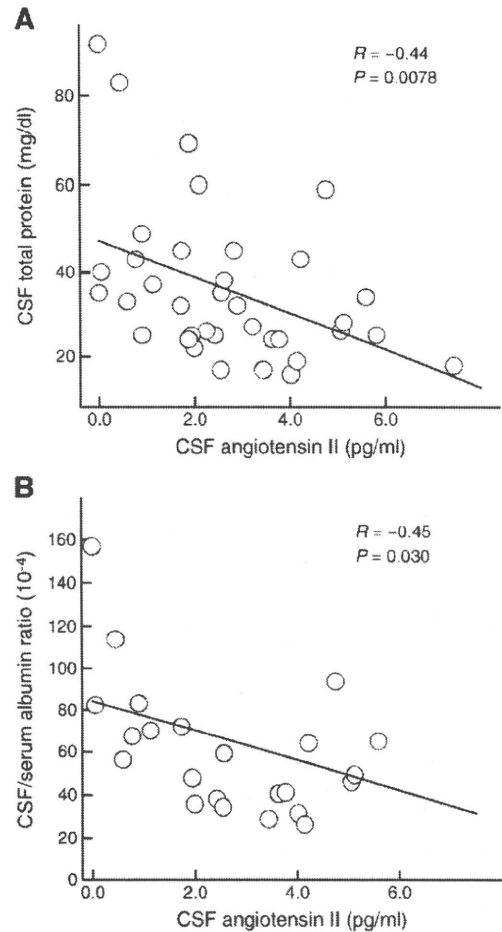 A
R = −0.44
P = 0.0078
CSF total protein (mg/dl)
80
60
40
20
0.0 2.0 4.0 6.0
CSF angiotensin II (pg/ml)
B
R = −0.45
P = 0.030
CSF/serum albumin ratio (10⁻⁴)
160
140
120
100
80
60
40
20
0
0.0 2.0 4.0 6.0
CSF angiotensin II (pg/ml)